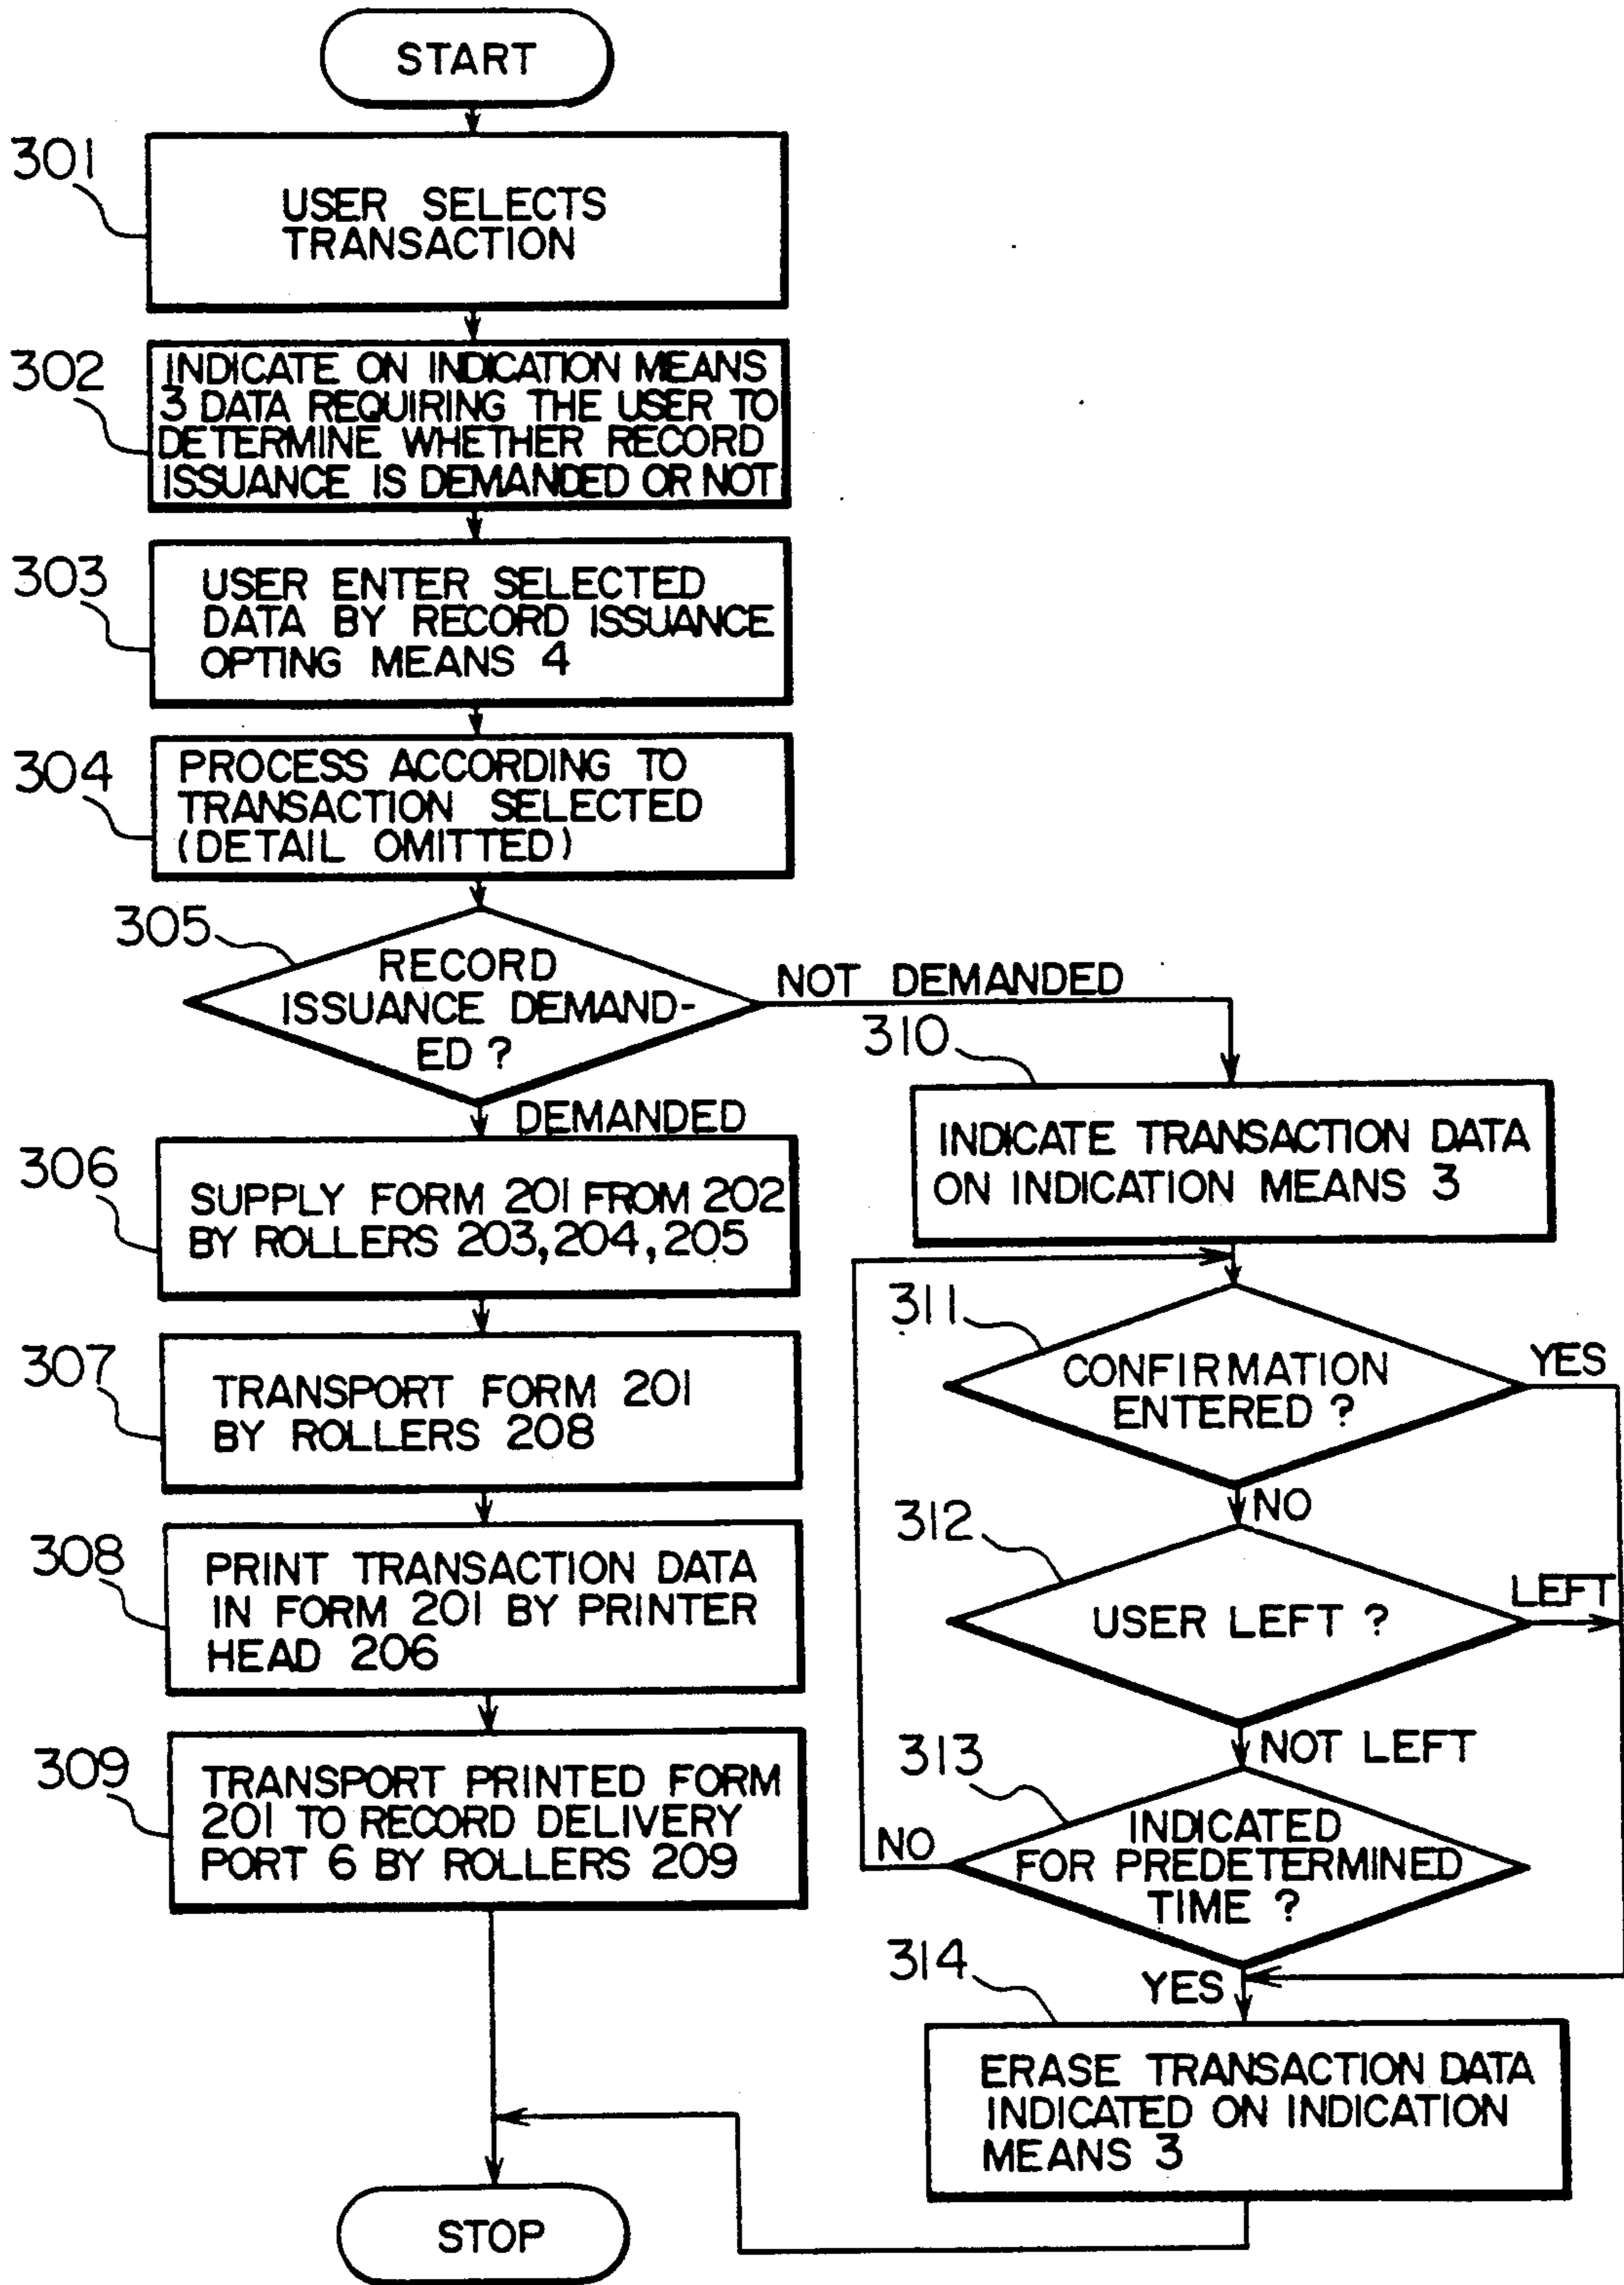 START
301
USER SELECTS
TRANSACTION
302
INDICATE ON INDICATION MEANS
3 DATA REQUIRING THE USER TO
DETERMINE WHETHER RECORD
ISSUANCE IS DEMANDED OR NOT
303
USER ENTER SELECTED
DATA BY RECORD ISSUANCE
OPTING MEANS 4
304
PROCESS ACCORDING TO
TRANSACTION SELECTED
(DETAIL OMITTED)
305
RECORD
ISSUANCE DEMAND-
ED ?
NOT DEMANDED
DEMANDED
306
SUPPLY FORM 201 FROM 202
BY ROLLERS 203, 204, 205
307
TRANSPORT FORM 201
BY ROLLERS 208
308
PRINT TRANSACTION DATA
IN FORM 201 BY PRINTER
HEAD 206
309
TRANSPORT PRINTED FORM
201 TO RECORD DELIVERY
PORT 6 BY ROLLERS 209
310
INDICATE TRANSACTION DATA
ON INDICATION MEANS 3
311
CONFIRMATION
ENTERED ?
YES
NO
312
USER LEFT ?
LEFT
NOT LEFT
313
INDICATED
FOR PREDETERMINED
TIME ?
NO
YES
314
ERASE TRANSACTION DATA
INDICATED ON INDICATION
MEANS 3
STOP